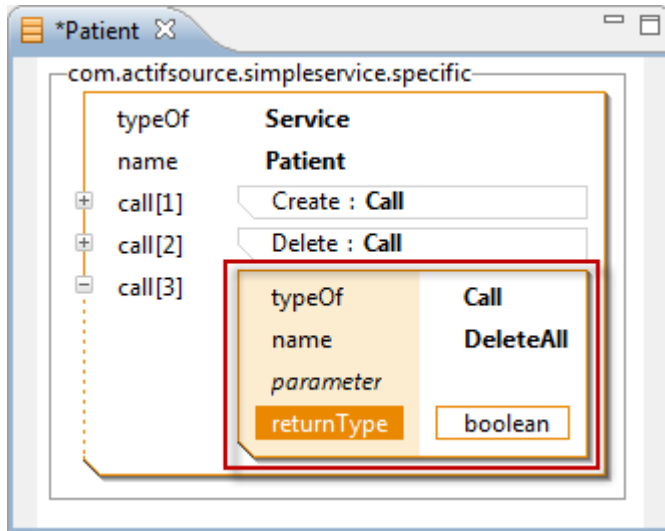 *Patient
com.actifsource.simpleservice.specific
typeOf Service
name Patient
call[1] Create : Call
call[2] Delete : Call
call[3]
typeOf Call
name DeleteAll
parameter
returnType boolean